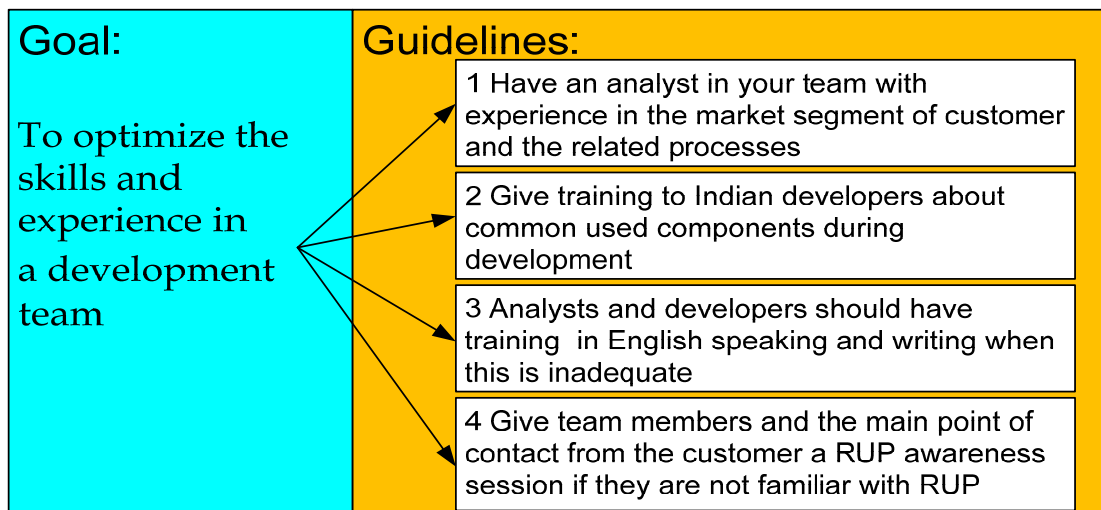 Goal:
To optimize the
skills and
experience in
a development
team
Guidelines:
1 Have an analyst in your team with
experience in the market segment of customer
and the related processes
2 Give training to Indian developers about
common used components during
development
3 Analysts and developers should have
training  in English speaking and writing when
this is inadequate
4 Give team members and the main point of
contact from the customer a RUP awareness
session if they are not familiar with RUP